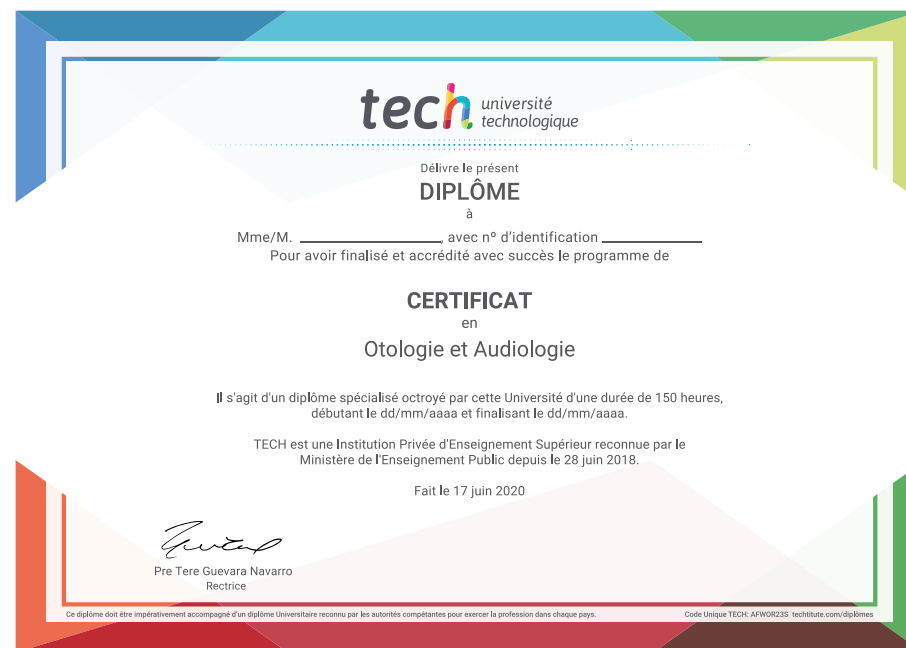 tech université
technologique
Délivre le présent
DIPLÔME
à
Mme/M. ____________________, avec nº d'identification ______________
Pour avoir finalisé et accrédité avec succès le programme de
CERTIFICAT
en
Otologie et Audiologie
Il s'agit d'un diplôme spécialisé octroyé par cette Université d'une durée de 150 heures,
débutant le dd/mm/aaaa et finalisant le dd/mm/aaaa.
TECH est une Institution Privée d'Enseignement Supérieur reconnue par le
Ministère de l'Enseignement Public depuis le 28 juin 2018.
Fait le 17 juin 2020
Pre Tere Guevara Navarro
Rectrice
Ce diplôme doit être impérativement accompagné d'un diplôme Universitaire reconnu par les autorités compétentes pour exercer la profession dans chaque pays.
Code Unique TECH: AFWOR23S techtitute.com/diplômes